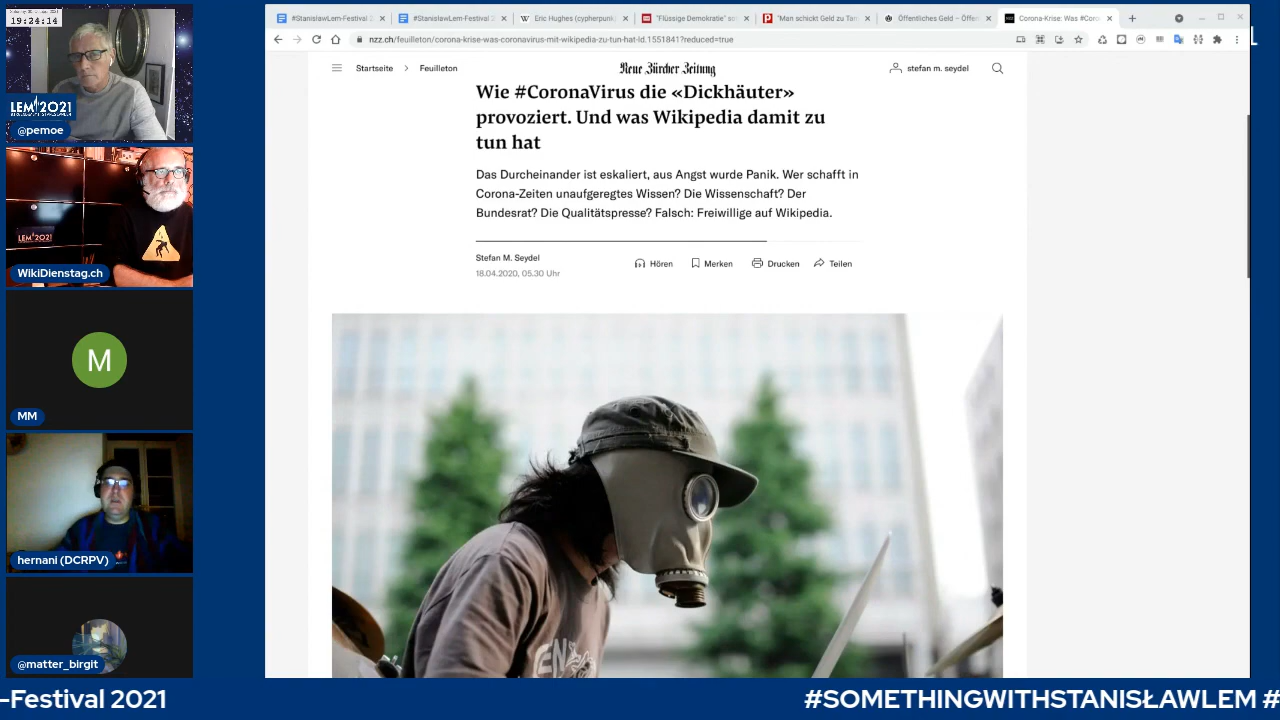 19:24:14
LEM 2021
@pemoe
LEM 2021
WikiDienstag.ch
M
MM
hernani (DCRPV)
@matter_birgit
#StanislawLem-Festival 2
#StanislawLem-Festival 2
Eric Hughes (cypherpunk
"Flüssige Demokratie" so
"Man schickt Geld zu Tan
Öffentliches Geld – Öffen
Corona-Krise: Was #Coro
nzz.ch/feuilleton/corona-krise-was-coronavirus-mit-wikipedia-zu-tun-hat-ld.1551841?reduced=true
Startseite > Feuilleton
Neue Zürcher Zeitung
stefan m. seydel
Wie #CoronaVirus die «Dickhäuter»
provoziert. Und was Wikipedia damit zu
tun hat
Das Durcheinander ist eskaliert, aus Angst wurde Panik. Wer schafft in
Corona-Zeiten unaufgeregtes Wissen? Die Wissenschaft? Der
Bundesrat? Die Qualitätspresse? Falsch: Freiwillige auf Wikipedia.
Stefan M. Seydel
18.04.2020, 05.30 Uhr
Hören
Merken
Drucken
Teilen
-Festival 2021
#SOMETHINGWITHSTANISŁAWLEM #